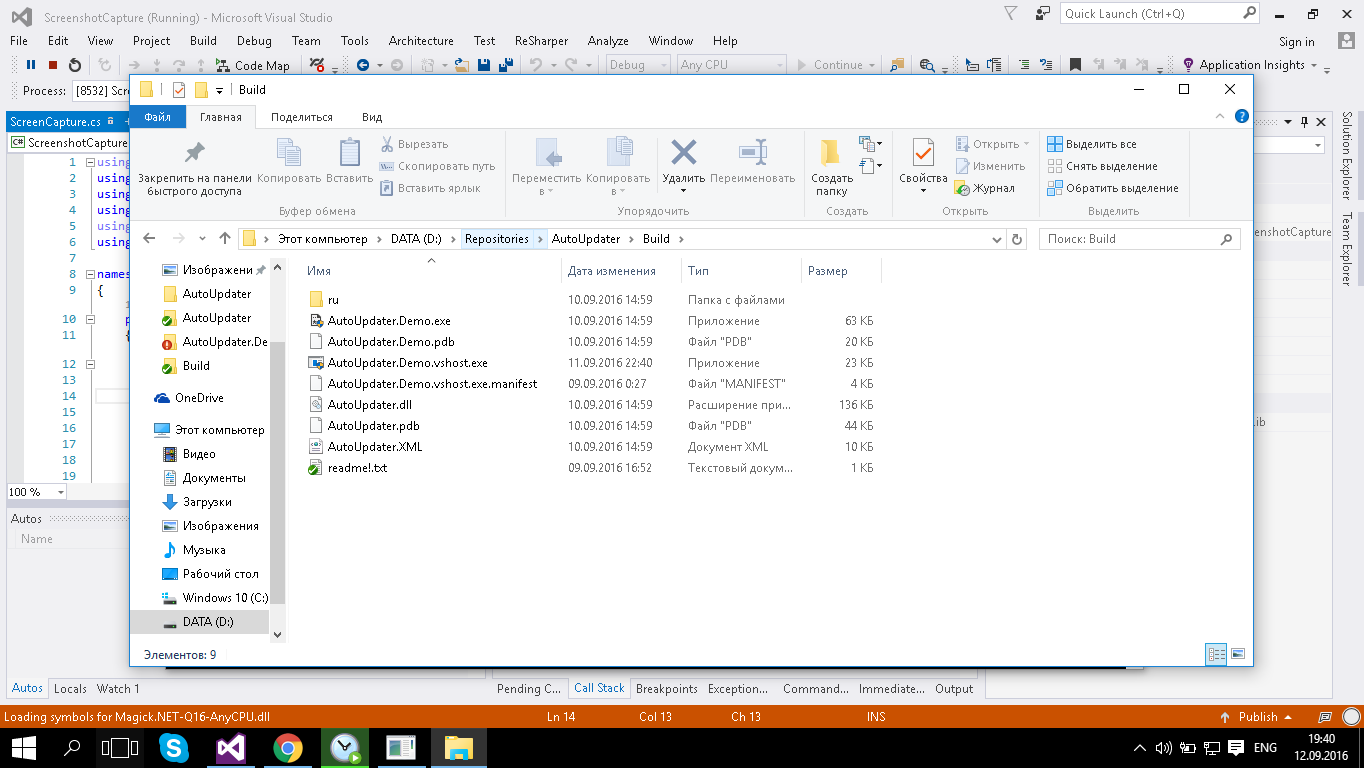 ScreenshotCapture (Running) - Microsoft Visual Studio
Quick Launch (Ctrl+Q)
File Edit View Project Build Debug Team Tools Architecture Test ReSharper Analyze Window Help
Sign in
Code Map Debug Any CPU Continue Application Insights
Process: [8532] Scre
Build
Файл Главная Поделиться Вид
ScreenCapture.cs
ScreenshotCapture
Закрепить на панели быстрого доступа
Копировать
Вставить
Вырезать
Скопировать путь
Вставить ярлык
Буфер обмена
Переместить в
Копировать в
Удалить
Переименовать
Упорядочить
Создать папку
Создать
Свойства
Открыть
Изменить
Журнал
Открыть
Выделить все
Снять выделение
Обратить выделение
Выделить
Solution Explorer
Team Explorer
enshotCapture
Lib
1 using
2 using
3 using
4 using
5 using
6 using
7
8 names
9 {
10 p
11 {
12
13
14
15
16
17
18
19
100 %
Этот компьютер DATA (D:) Repositories AutoUpdater Build
Поиск: Build
Изображени
AutoUpdater
AutoUpdater
AutoUpdater.De
Build
OneDrive
Этот компьютер
Видео
Документы
Загрузки
Изображения
Музыка
Рабочий стол
Windows 10 (C:)
DATA (D:)
Имя Дата изменения Тип Размер
ru 10.09.2016 14:59 Папка с файлами
AutoUpdater.Demo.exe 10.09.2016 14:59 Приложение 63 КБ
AutoUpdater.Demo.pdb 10.09.2016 14:59 Файл "PDB" 20 КБ
AutoUpdater.Demo.vshost.exe 11.09.2016 22:40 Приложение 23 КБ
AutoUpdater.Demo.vshost.exe.manifest 09.09.2016 0:27 Файл "MANIFEST" 4 КБ
AutoUpdater.dll 10.09.2016 14:59 Расширение при... 136 КБ
AutoUpdater.pdb 10.09.2016 14:59 Файл "PDB" 44 КБ
AutoUpdater.XML 10.09.2016 14:59 Документ XML 10 КБ
readme!.txt 09.09.2016 16:52 Текстовый докум... 1 КБ
Элементов: 9
Autos
Name
Autos Locals Watch 1
Pending C... Call Stack Breakpoints Exception... Command... Immediate... Output
Loading symbols for Magick.NET-Q16-AnyCPU.dll Ln 14 Col 13 Ch 13 INS Publish
ENG
19:40
12.09.2016